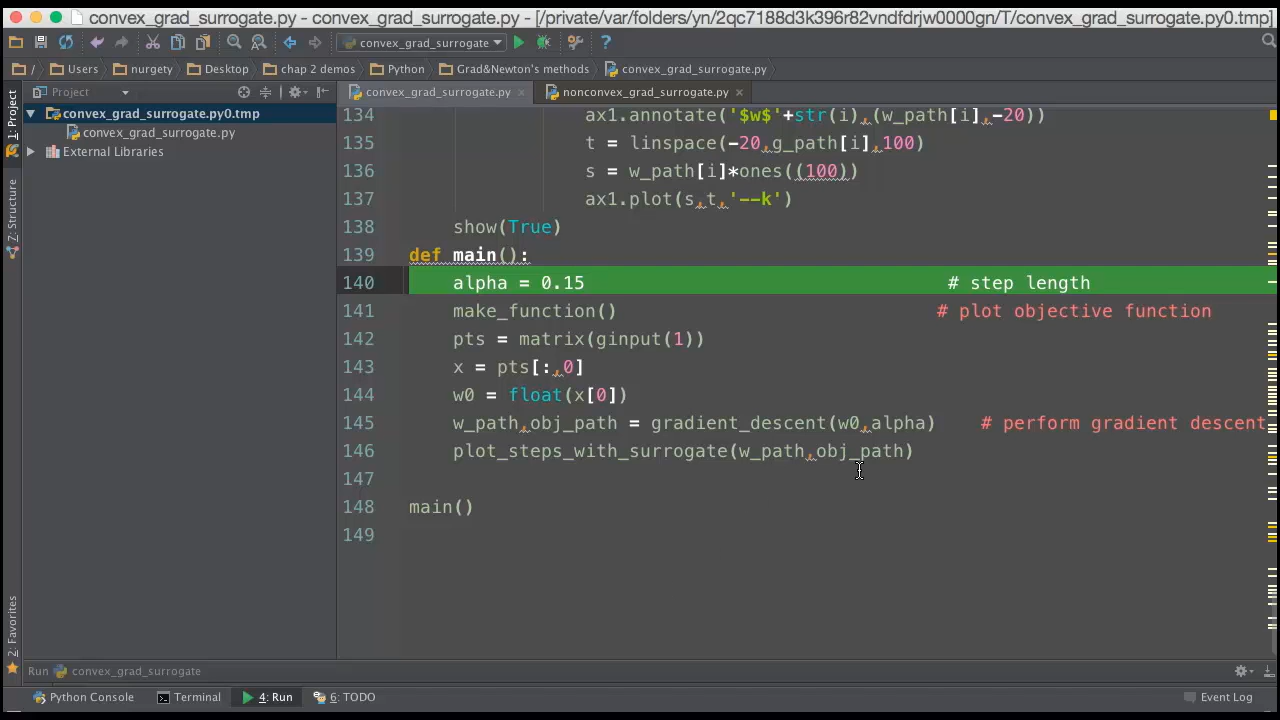 convex_grad_surrogate.py - convex_grad_surrogate.py - [/private/var/folders/yn/2qc7188d3k396r82vndfdrjw0000gn/T/convex_grad_surrogate.py0.tmp]
convex_grad_surrogate
/ Users nurgety Desktop chap 2 demos Python Grad&Newton's methods convex_grad_surrogate.py
Project
convex_grad_surrogate.py nonconvex_grad_surrogate.py
1: Project
Z: Structure
2: Favorites
convex_grad_surrogate.py0.tmp
convex_grad_surrogate.py
External Libraries
134 ax1.annotate('$w$'+str(i),(w_path[i],-20))
135 t = linspace(-20,g_path[i],100)
136 s = w_path[i]*ones((100))
137 ax1.plot(s,t,'--k')
138 show(True)
139 def main():
140 alpha = 0.15 # step length
141 make_function() # plot objective function
142 pts = matrix(ginput(1))
143 x = pts[:,0]
144 w0 = float(x[0])
145 w_path,obj_path = gradient_descent(w0,alpha) # perform gradient descent
146 plot_steps_with_surrogate(w_path,obj_path)
147
148 main()
149
Run convex_grad_surrogate
Python Console Terminal 4: Run 6: TODO Event Log